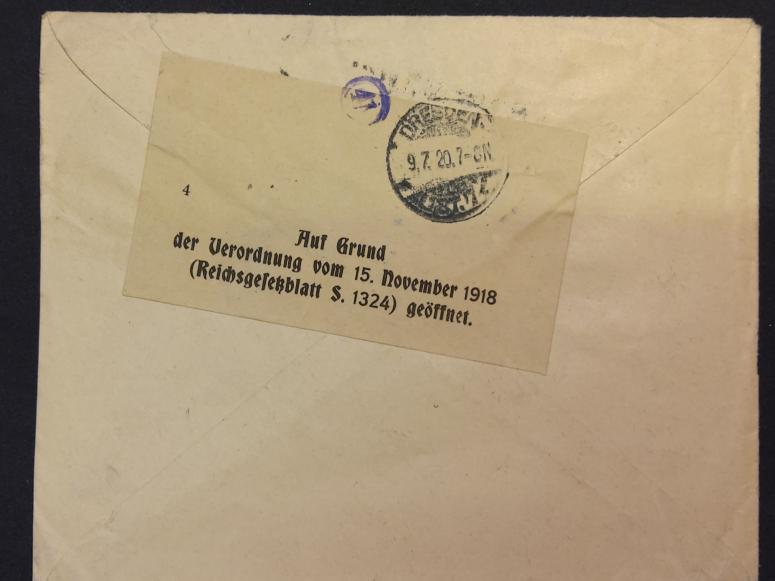 DRESDEN
9.7.20.7-8N
4
Auf Grund
der Verordnung vom 15. November 1918
(Reichsgesetzblatt S. 1324) geöffnet.